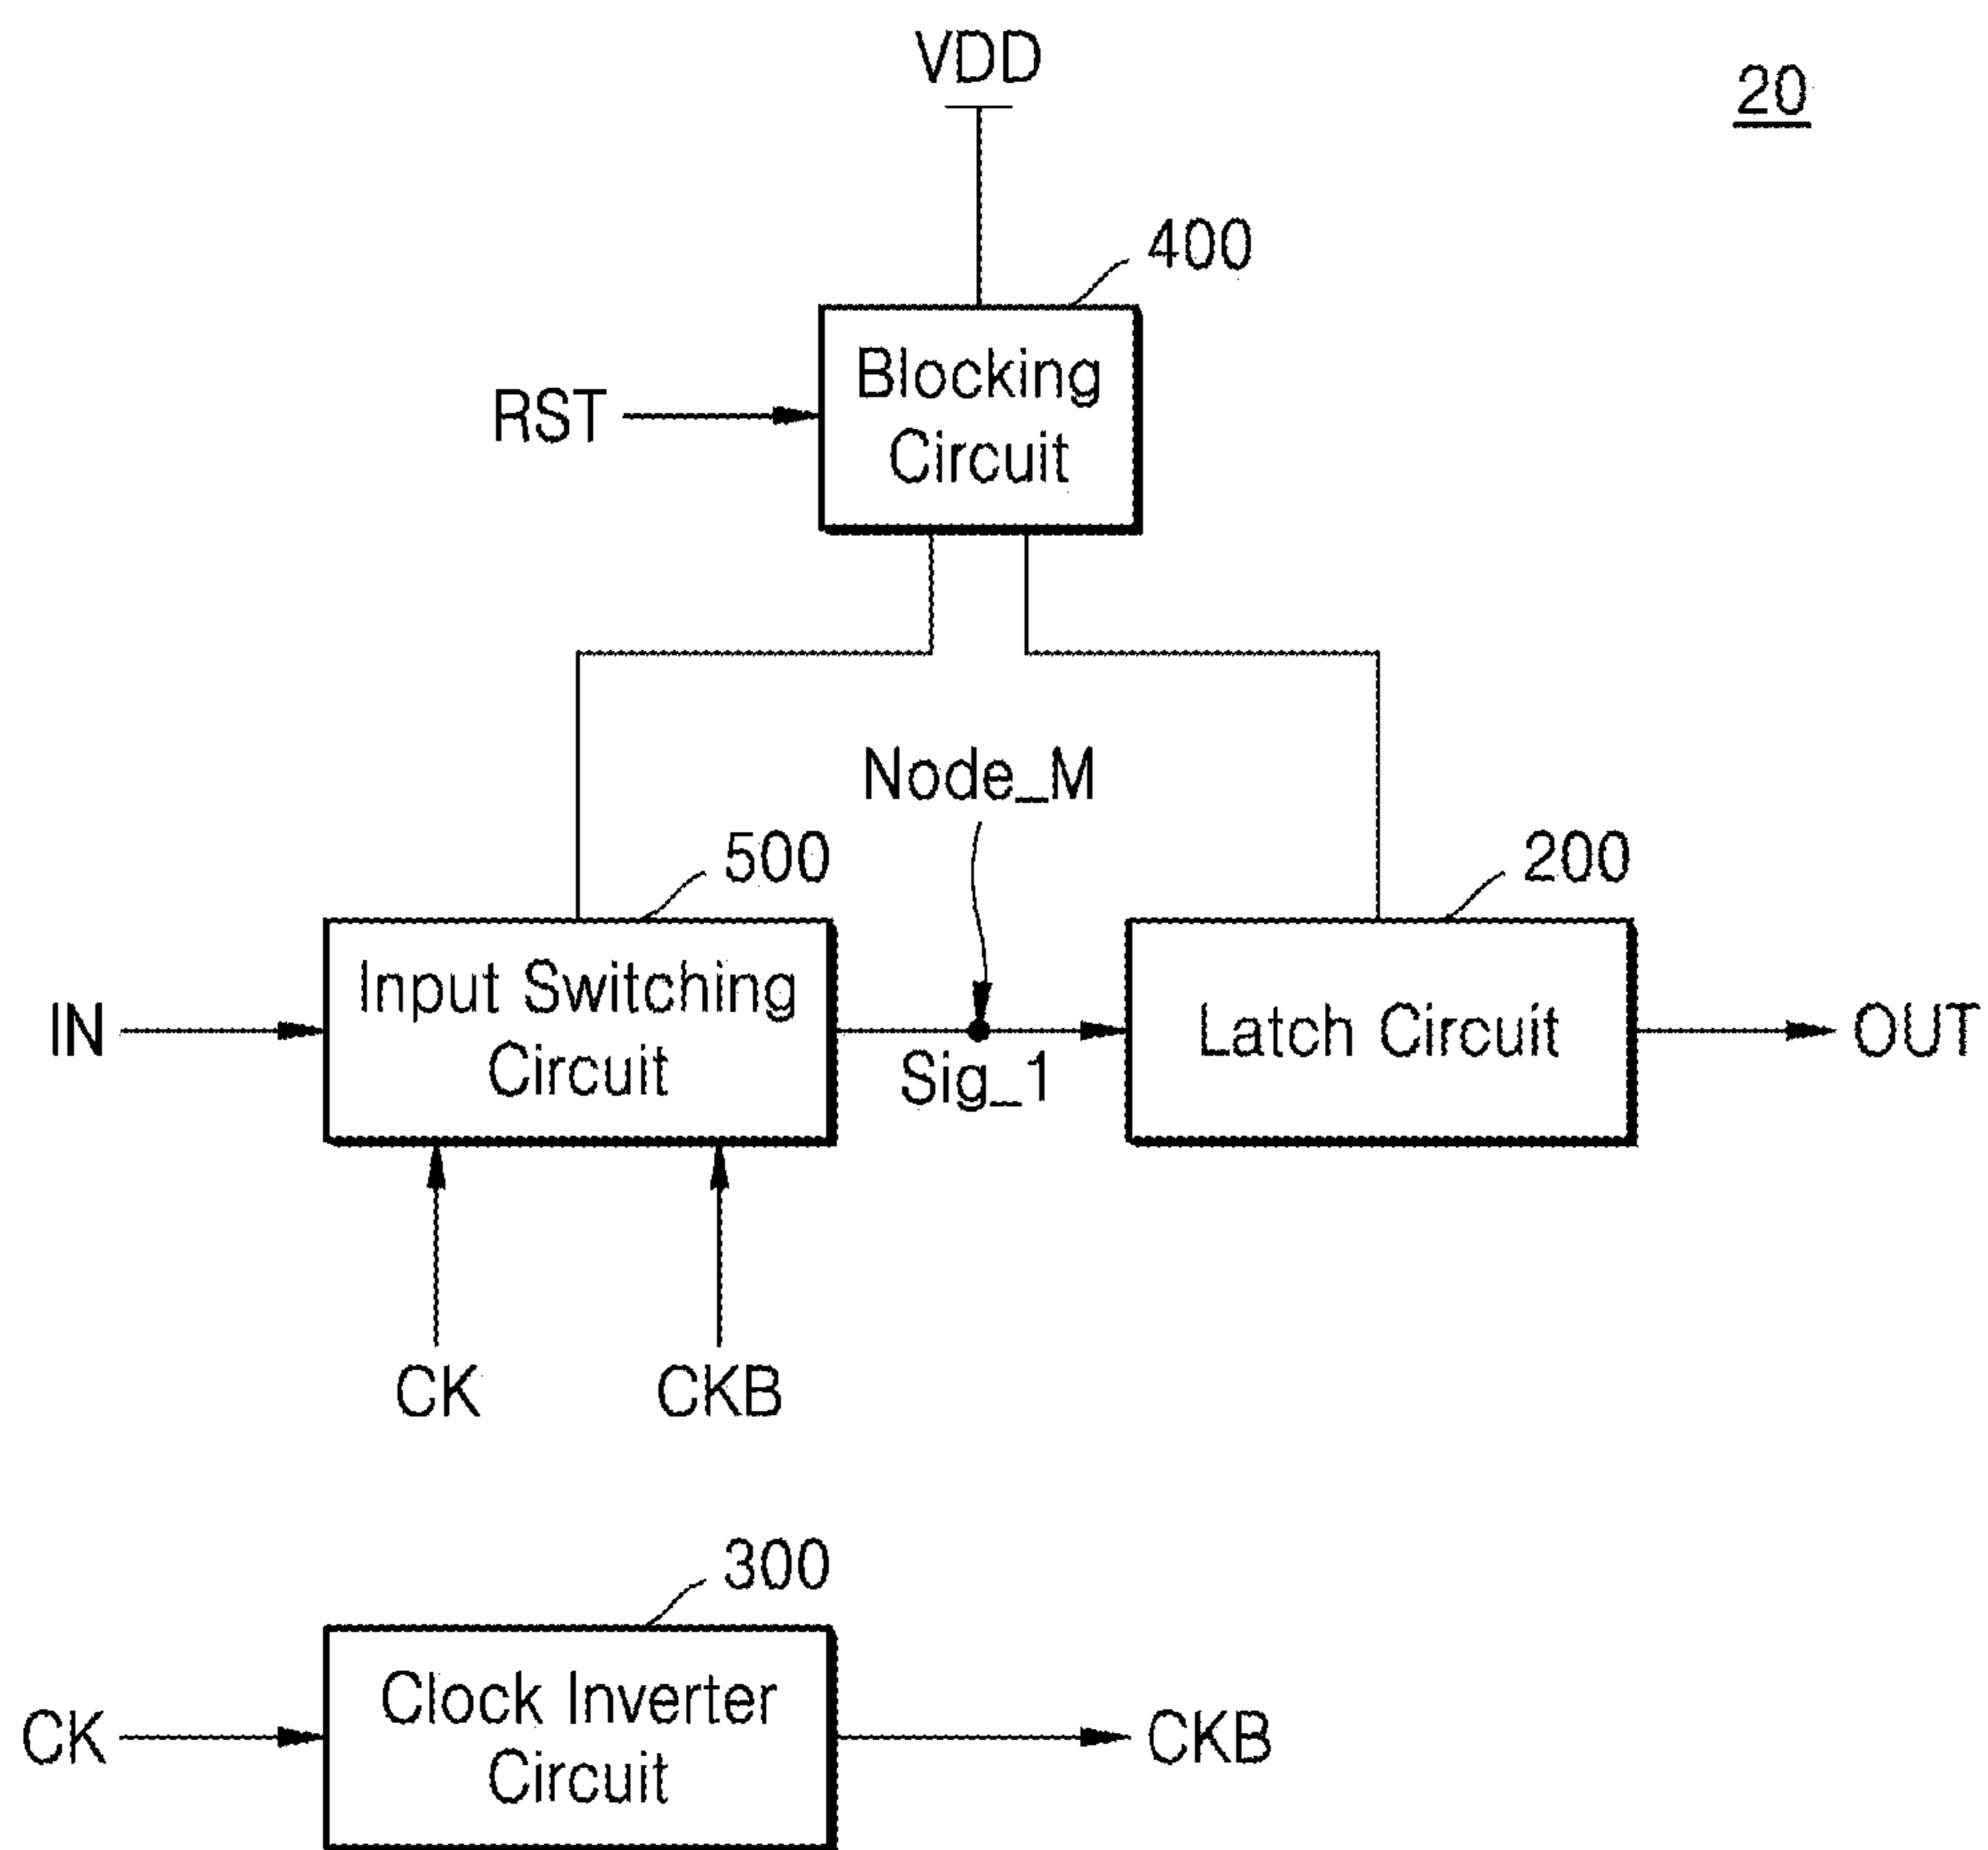 VDD
20
400
Blocking
Circuit
RST
Node_M
500
200
Input Switching
Circuit
IN
Sig_1
Latch Circuit
OUT
CK
CKB
300
Clock Inverter
Circuit
CK
CKB